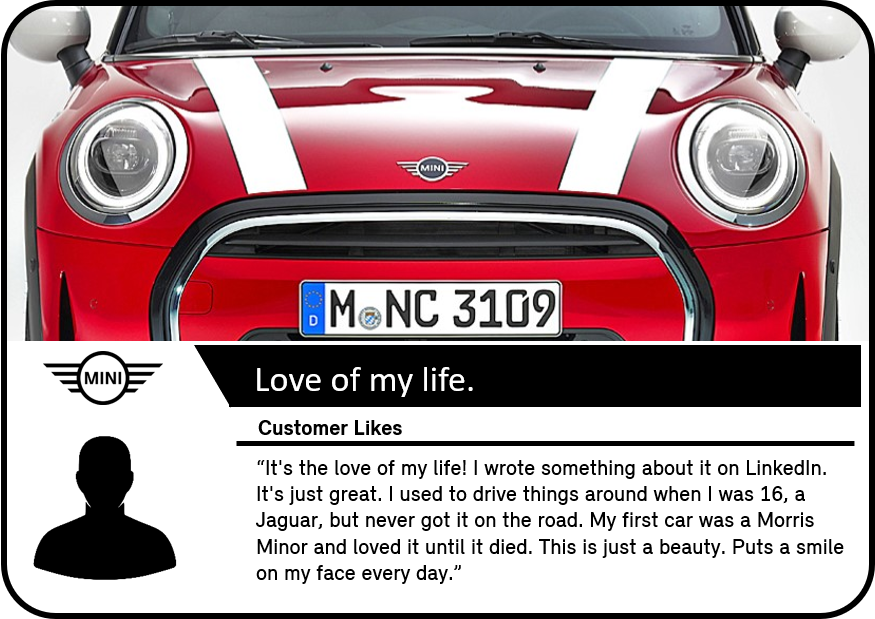 MINI
D
M NC 3109
MINI
Love of my life.
Customer Likes
“It's the love of my life! I wrote something about it on LinkedIn.
It's just great. I used to drive things around when I was 16, a
Jaguar, but never got it on the road. My first car was a Morris
Minor and loved it until it died. This is just a beauty. Puts a smile
on my face every day.”